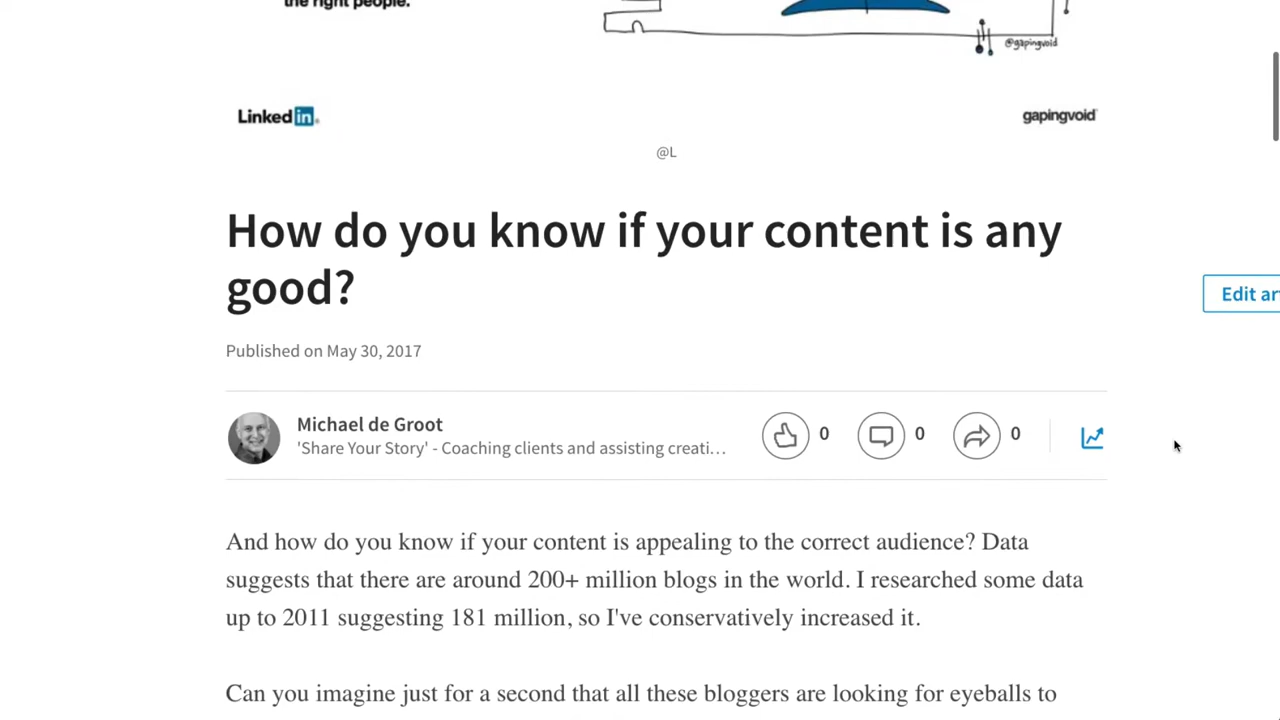 the right people.
@gapingvoid
Linked in
gapingvoid
@L
How do you know if your content is any
good?
Edit ar
Published on May 30, 2017
Michael de Groot
'Share Your Story' - Coaching clients and assisting creati…
0
0
0
And how do you know if your content is appealing to the correct audience? Data
suggests that there are around 200+ million blogs in the world. I researched some data
up to 2011 suggesting 181 million, so I've conservatively increased it.
Can you imagine just for a second that all these bloggers are looking for eyeballs to